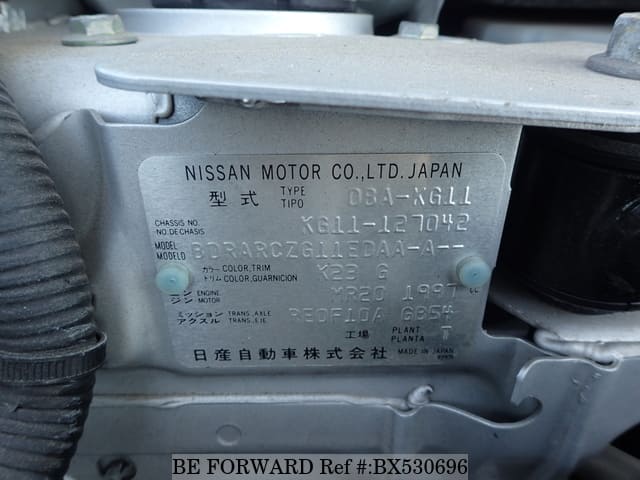 NISSAN MOTOR CO.,LTD. JAPAN
型式 TYPE TIPO DBA-KG11
CHASSIS NO. NO.DE CHASIS KG11-127042
MODEL MODELO BDRARCZG11EDAA-A--
カラー COLOR,TRIM トリム COLOR,GUARNICION K23 G
エンジン ENGINE MOTOR MR20 1997 cc
ミッション TRANS.AXLE アクスル TRANS.EJE RE0F10A GB54
工場 PLANT PLANTA T
日産自動車株式会社 MADE IN JAPAN
BE FORWARD Ref #:BX530696